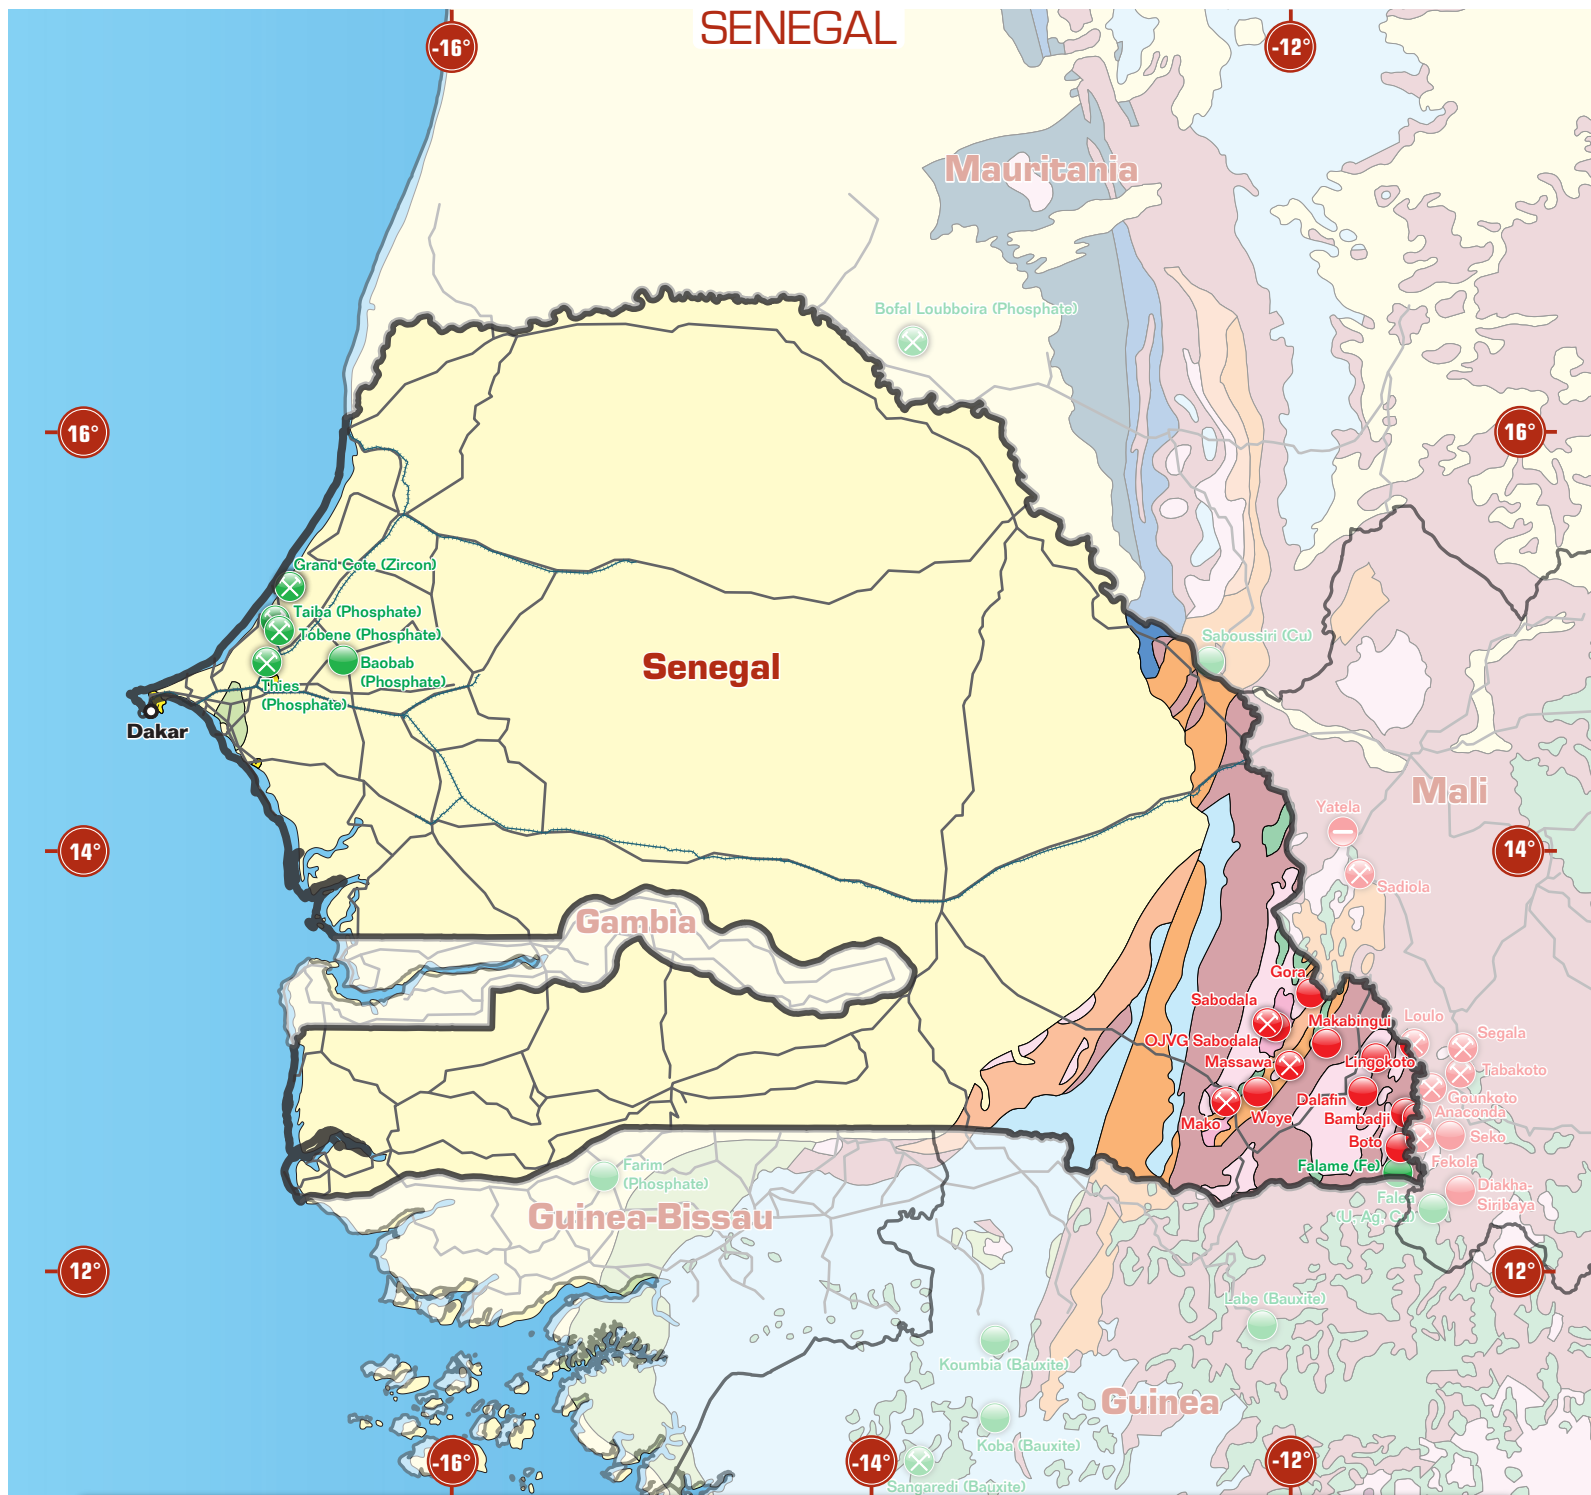 SENEGAL
-16°
-12°
Mauritania
Bofal Loubboira (Phosphate)
16°
16°
Grand Cote (Zircon)
Taiba (Phosphate)
Tobene (Phosphate)
Baobab
(Phosphate)
Thies
(Phosphate)
Dakar
Senegal
Saboussiri (Cu)
Mali
Yatela
14°
14°
Sadiola
Gambia
Gora
Sabodala
Makabingui
Loulo
OJVG Sabodala
Segala
Massawa
Lingokoto
Tabakoto
Dalafin
Gounkoto
Mako
Woye
Bambadji
Anaconda
Boto
Seko
Falame (Fe)
Fekola
Farim
(Phosphate)
Diakha-
Siribaya
Falea
(U, Ag, Cu)
Guinea-Bissau
12°
12°
Labe (Bauxite)
Koumbia (Bauxite)
Guinea
Koba (Bauxite)
-16°
-14°
-12°
Sangaredi (Bauxite)